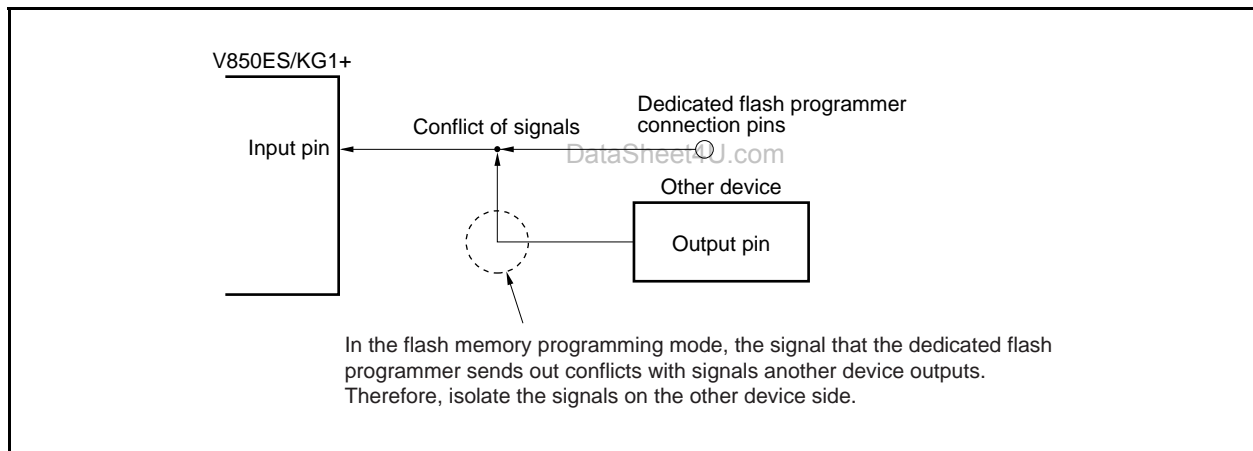 V850ES/KG1+
Dedicated flash programmer
connection pins
Conflict of signals
Input pin
DataSheet4U.com
Other device
Output pin
In the flash memory programming mode, the signal that the dedicated flash
programmer sends out conflicts with signals another device outputs.
Therefore, isolate the signals on the other device side.